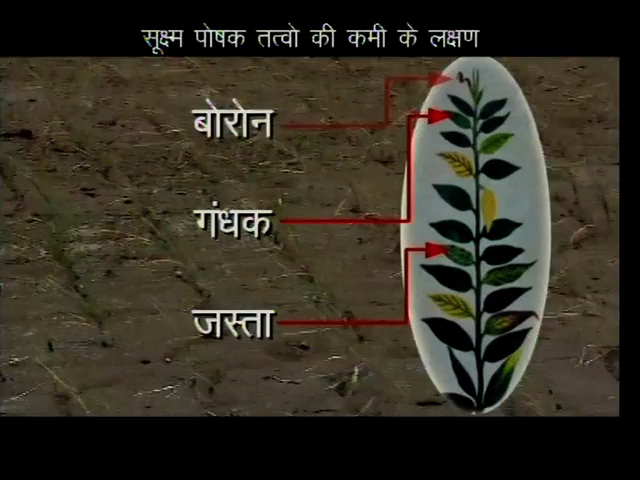 सूक्ष्म पोषक तत्वो की कमी के लक्षण
बोरोन
गंधक
जस्ता